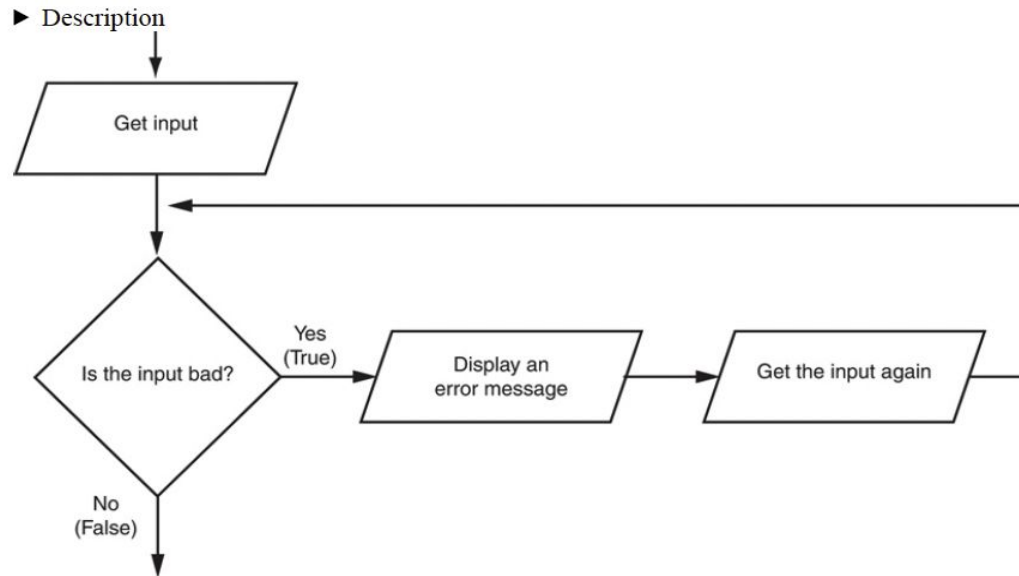 ► Description
Get input
Is the input bad?
Yes
(True)
Display an
error message
Get the input again
No
(False)